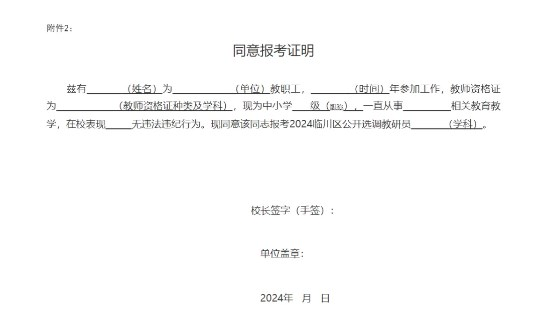 附件2：
同意报考证明
兹有________（姓名）为____________（单位）教职工，________（时间）年参加工作，教师资格证
为____________（教师资格证种类及学科），现为中小学___级（职称），一直从事_________相关教育教
学，在校表现_____无违法违纪行为。现同意该同志报考2024临川区公开选调教研员______（学科）。
校长签字（手签）：
单位盖章：
2024年 月 日